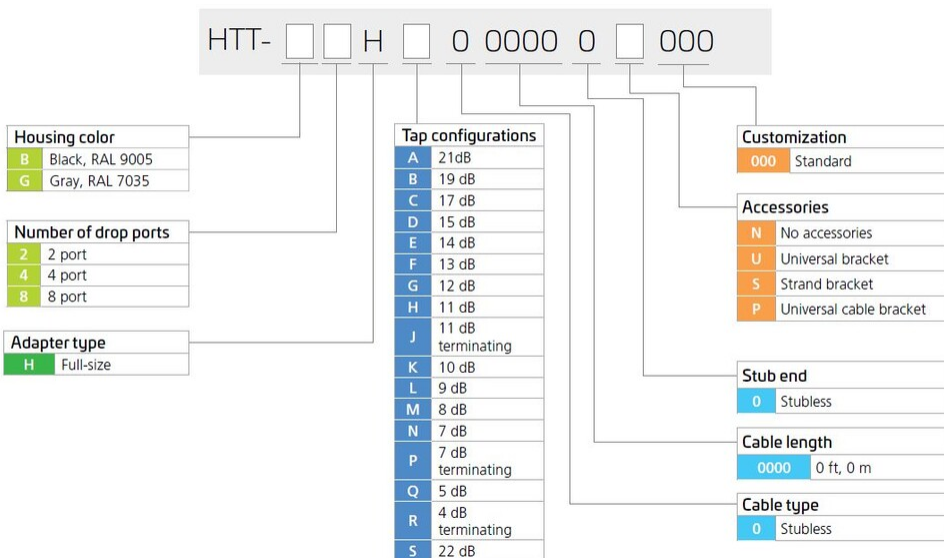 HTT- H 0 0000 0 000
Housing color
B Black, RAL 9005
G Gray, RAL 7035
Number of drop ports
2 2 port
4 4 port
8 8 port
Adapter type
H Full-size
Tap configurations
A 21dB
B 19 dB
C 17 dB
D 15 dB
E 14 dB
F 13 dB
G 12 dB
H 11 dB
J 11 dB
terminating
K 10 dB
L 9 dB
M 8 dB
N 7 dB
P 7 dB
terminating
Q 5 dB
R 4 dB
terminating
S 22 dB
Customization
000 Standard
Accessories
N No accessories
U Universal bracket
S Strand bracket
P Universal cable bracket
Stub end
0 Stubless
Cable length
0000 0 ft, 0 m
Cable type
0 Stubless